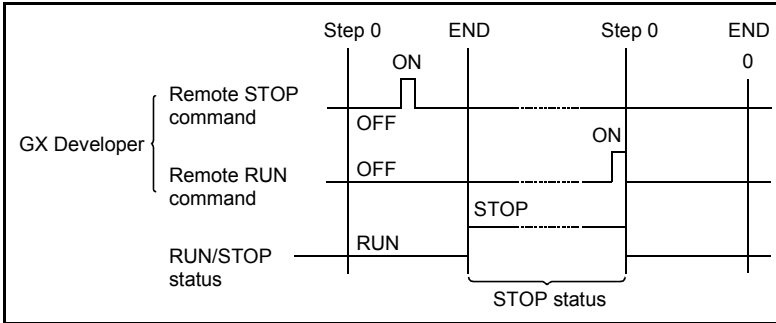 Step 0
END
Step 0
END
0
ON
Remote STOP
command
OFF
GX Developer
ON
Remote RUN
command
OFF
STOP
RUN
RUN/STOP
status
STOP status